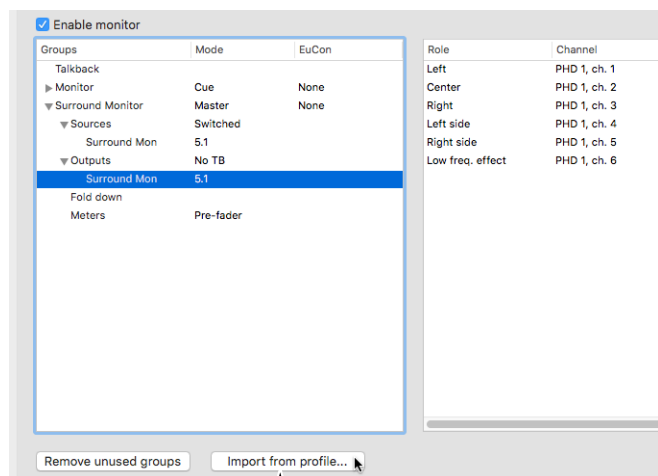 Enable monitor
Groups Mode EuCon
Talkback
Monitor Cue None
Surround Monitor Master None
Sources Switched
Surround Mon 5.1
Outputs No TB
Surround Mon 5.1
Fold down
Meters Pre-fader
Role Channel
Left PHD 1, ch. 1
Center PHD 1, ch. 2
Right PHD 1, ch. 3
Left side PHD 1, ch. 4
Right side PHD 1, ch. 5
Low freq. effect PHD 1, ch. 6
Remove unused groups Import from profile...